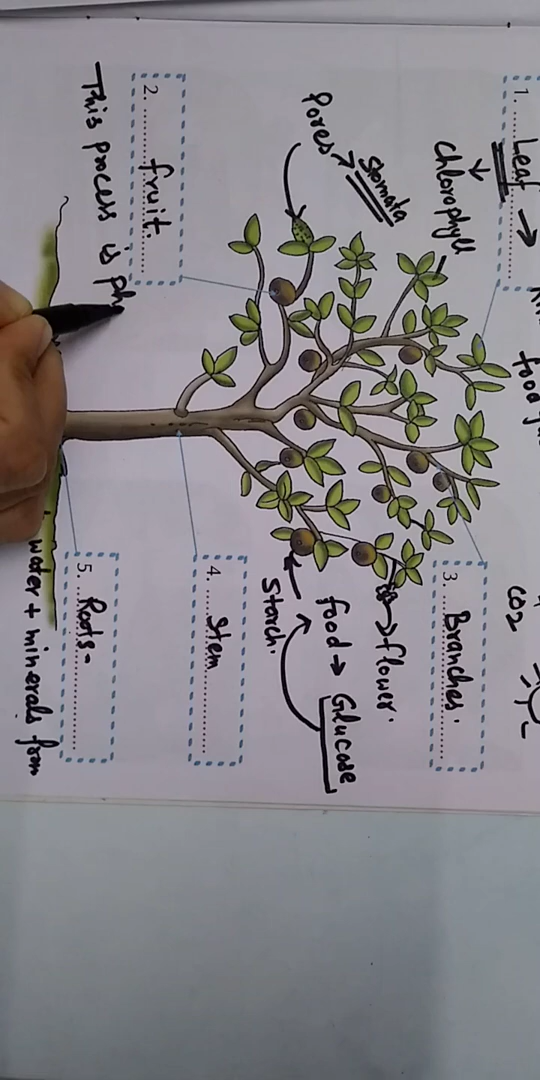 1. Leaf →
chlorophyll
Pores → Stomata
2. fruit.
This process is ph
3. Branches.
→ flower.
food → Glucose
Starch.
4. Stem
5. Roots-
water + minerals from
food
CO2